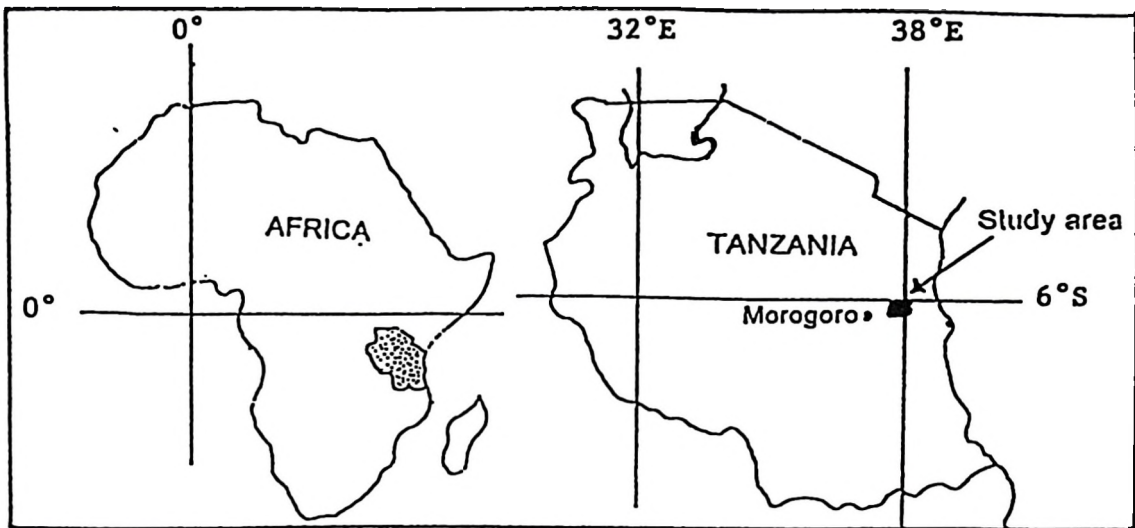 0°
32°E
38°E
AFRICA
TANZANIA
Study area
0°
6°S
Morogoro